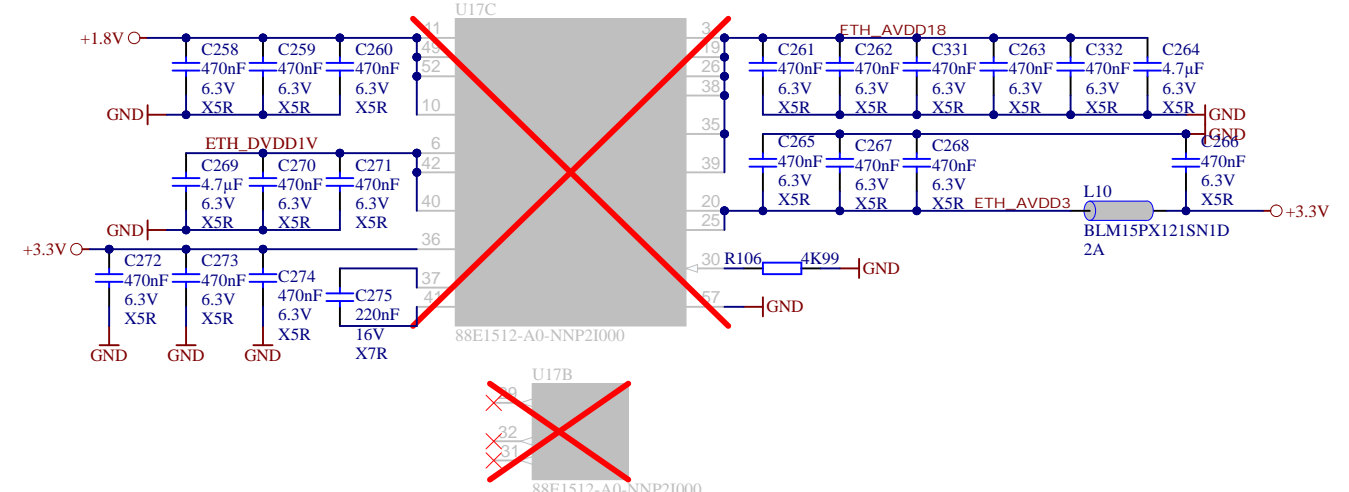 U17C
+1.8V
C258
470nF
6.3V
X5R
C259
470nF
6.3V
X5R
C260
470nF
6.3V
X5R
GND
11
49
52
10
ETH_DVDD1V
C269
4.7µF
6.3V
X5R
C270
470nF
6.3V
X5R
C271
470nF
6.3V
X5R
GND
6
42
40
+3.3V
36
C272
470nF
6.3V
X5R
C273
470nF
6.3V
X5R
C274
470nF
6.3V
X5R
C275
220nF
16V
X7R
37
41
GND
GND
GND
3
19
26
38
35
39
ETH_AVDD18
C261
470nF
6.3V
X5R
C262
470nF
6.3V
X5R
C331
470nF
6.3V
X5R
C263
470nF
6.3V
X5R
C332
470nF
6.3V
X5R
C264
4.7µF
6.3V
X5R
GND
GND
C265
470nF
6.3V
X5R
C267
470nF
6.3V
X5R
C268
470nF
6.3V
X5R
C266
470nF
6.3V
X5R
20
25
ETH_AVDD3
L10
BLM15PX121SN1D
2A
+3.3V
30
R106
4K99
GND
57
GND
88E1512-A0-NNP2I000
U17B
32
31
88E1512-A0-NNP2I000